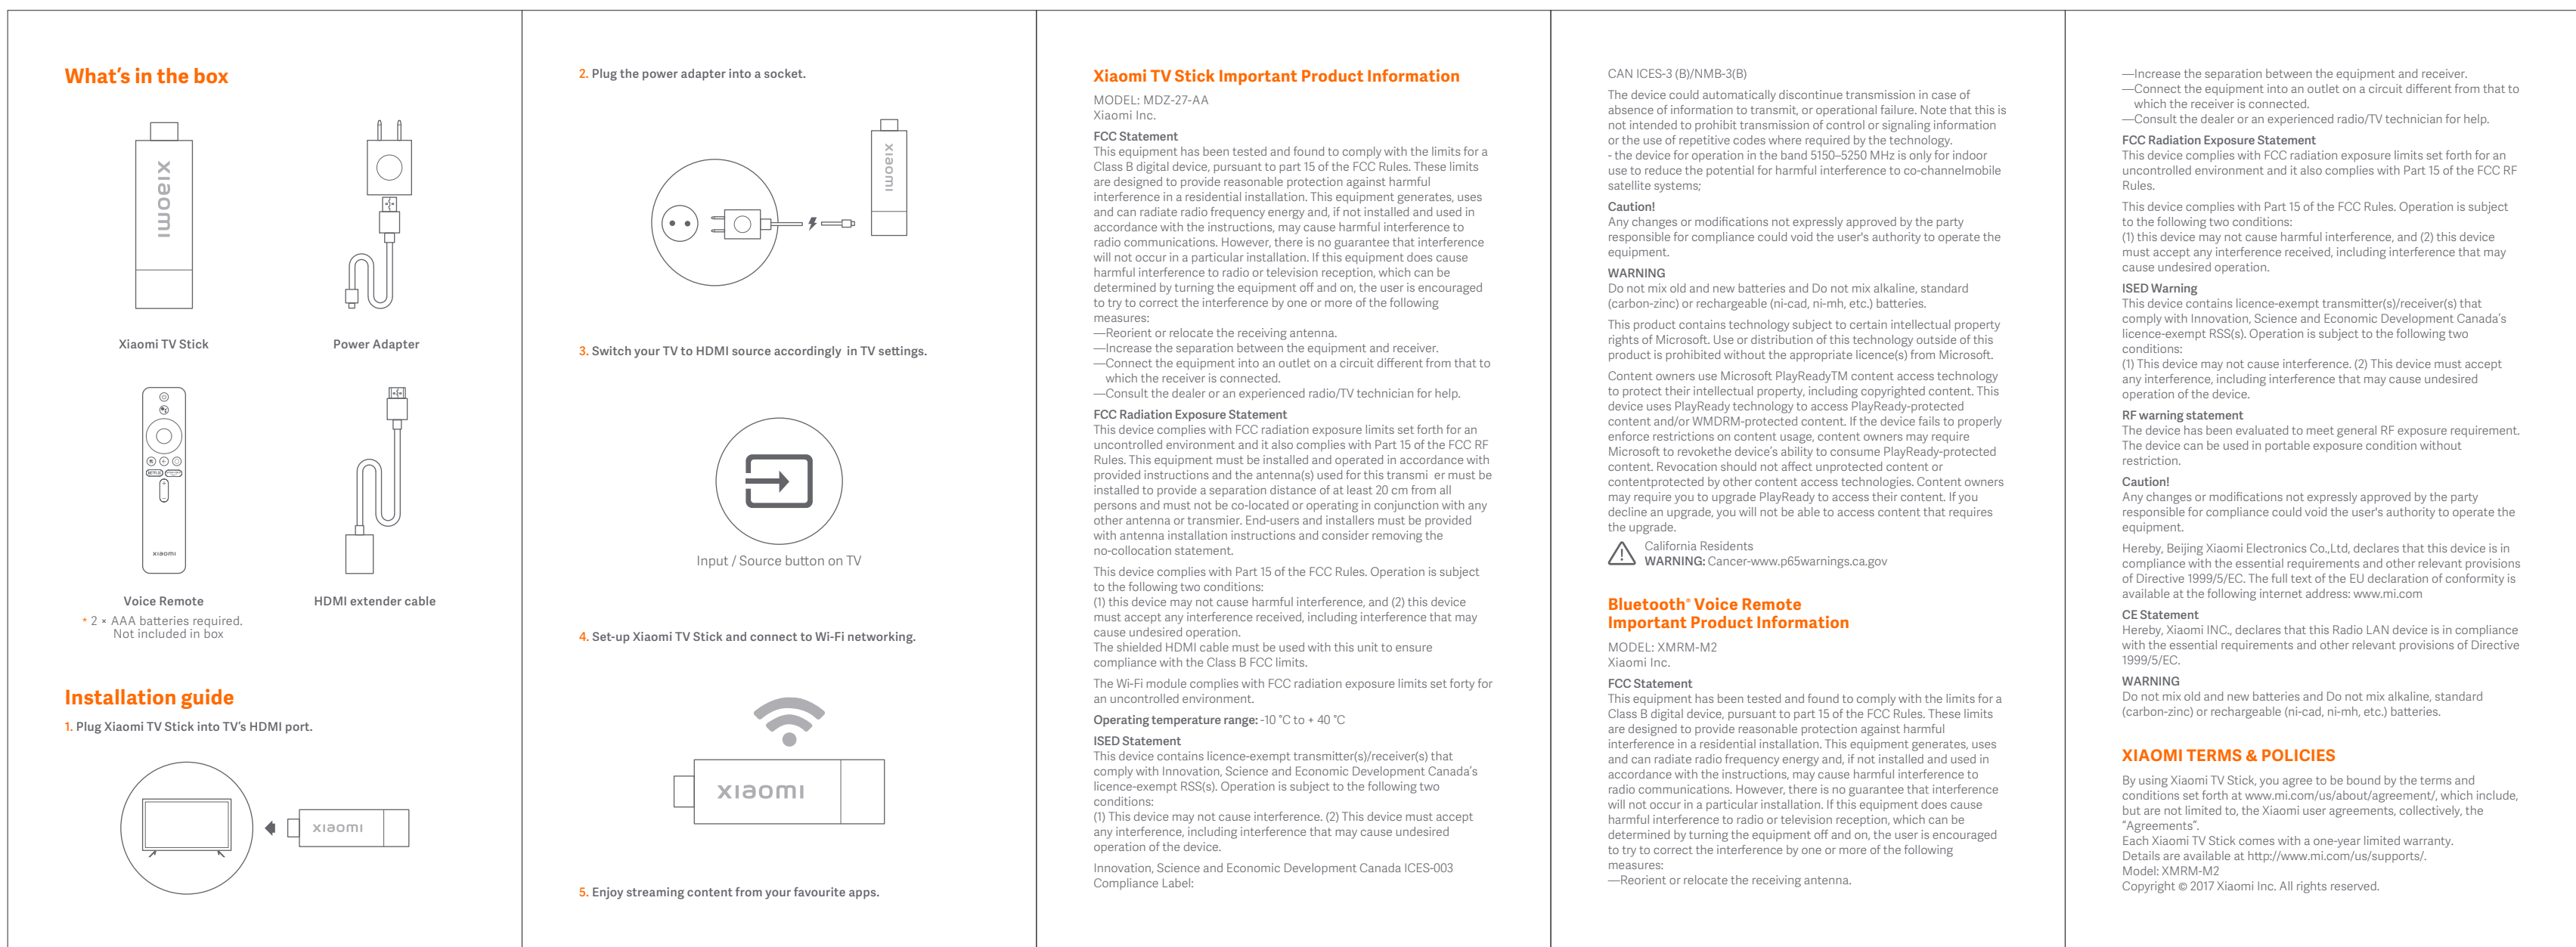 What's in the box
xiaomi
Xiaomi TV Stick
Power Adapter
NETFLIX
xiaomi
Voice Remote
* 2 × AAA batteries required.
Not included in box
HDMI extender cable
Installation guide
1. Plug Xiaomi TV Stick into TV's HDMI port.
xiaomi
2. Plug the power adapter into a socket.
xiaomi
3. Switch your TV to HDMI source accordingly in TV settings.
Input / Source button on TV
4. Set-up Xiaomi TV Stick and connect to Wi-Fi networking.
xiaomi
5. Enjoy streaming content from your favourite apps.
Xiaomi TV Stick Important Product Information
MODEL: MDZ-27-AA
Xiaomi Inc.
FCC Statement
This equipment has been tested and found to comply with the limits for a
Class B digital device, pursuant to part 15 of the FCC Rules. These limits
are designed to provide reasonable protection against harmful
interference in a residential installation. This equipment generates, uses
and can radiate radio frequency energy and, if not installed and used in
accordance with the instructions, may cause harmful interference to
radio communications. However, there is no guarantee that interference
will not occur in a particular installation. If this equipment does cause
harmful interference to radio or television reception, which can be
determined by turning the equipment off and on, the user is encouraged
to try to correct the interference by one or more of the following
measures:
—Reorient or relocate the receiving antenna.
—Increase the separation between the equipment and receiver.
—Connect the equipment into an outlet on a circuit different from that to
which the receiver is connected.
—Consult the dealer or an experienced radio/TV technician for help.
FCC Radiation Exposure Statement
This device complies with FCC radiation exposure limits set forth for an
uncontrolled environment and it also complies with Part 15 of the FCC RF
Rules. This equipment must be installed and operated in accordance with
provided instructions and the antenna(s) used for this transmi er must be
installed to provide a separation distance of at least 20 cm from all
persons and must not be co-located or operating in conjunction with any
other antenna or transmier. End-users and installers must be provided
with antenna installation instructions and consider removing the
no-collocation statement.
This device complies with Part 15 of the FCC Rules. Operation is subject
to the following two conditions:
(1) this device may not cause harmful interference, and (2) this device
must accept any interference received, including interference that may
cause undesired operation.
The shielded HDMI cable must be used with this unit to ensure
compliance with the Class B FCC limits.
The Wi-Fi module complies with FCC radiation exposure limits set forty for
an uncontrolled environment.
Operating temperature range: -10 °C to + 40 °C
ISED Statement
This device contains licence-exempt transmitter(s)/receiver(s) that
comply with Innovation, Science and Economic Development Canada's
licence-exempt RSS(s). Operation is subject to the following two
conditions:
(1) This device may not cause interference. (2) This device must accept
any interference, including interference that may cause undesired
operation of the device.
Innovation, Science and Economic Development Canada ICES-003
Compliance Label:
CAN ICES-3 (B)/NMB-3(B)
The device could automatically discontinue transmission in case of
absence of information to transmit, or operational failure. Note that this is
not intended to prohibit transmission of control or signaling information
or the use of repetitive codes where required by the technology.
- the device for operation in the band 5150–5250 MHz is only for indoor
use to reduce the potential for harmful interference to co-channelmobile
satellite systems;
Caution!
Any changes or modifications not expressly approved by the party
responsible for compliance could void the user's authority to operate the
equipment.
WARNING
Do not mix old and new batteries and Do not mix alkaline, standard
(carbon-zinc) or rechargeable (ni-cad, ni-mh, etc.) batteries.
This product contains technology subject to certain intellectual property
rights of Microsoft. Use or distribution of this technology outside of this
product is prohibited without the appropriate licence(s) from Microsoft.
Content owners use Microsoft PlayReadyTM content access technology
to protect their intellectual property, including copyrighted content. This
device uses PlayReady technology to access PlayReady-protected
content and/or WMDRM-protected content. If the device fails to properly
enforce restrictions on content usage, content owners may require
Microsoft to revokethe device's ability to consume PlayReady-protected
content. Revocation should not affect unprotected content or
contentprotected by other content access technologies. Content owners
may require you to upgrade PlayReady to access their content. If you
decline an upgrade, you will not be able to access content that requires
the upgrade.
California Residents
WARNING: Cancer-www.p65warnings.ca.gov
Bluetooth® Voice Remote
Important Product Information
MODEL: XMRM-M2
Xiaomi Inc.
FCC Statement
This equipment has been tested and found to comply with the limits for a
Class B digital device, pursuant to part 15 of the FCC Rules. These limits
are designed to provide reasonable protection against harmful
interference in a residential installation. This equipment generates, uses
and can radiate radio frequency energy and, if not installed and used in
accordance with the instructions, may cause harmful interference to
radio communications. However, there is no guarantee that interference
will not occur in a particular installation. If this equipment does cause
harmful interference to radio or television reception, which can be
determined by turning the equipment off and on, the user is encouraged
to try to correct the interference by one or more of the following
measures:
—Reorient or relocate the receiving antenna.
—Increase the separation between the equipment and receiver.
—Connect the equipment into an outlet on a circuit different from that to
which the receiver is connected.
—Consult the dealer or an experienced radio/TV technician for help.
FCC Radiation Exposure Statement
This device complies with FCC radiation exposure limits set forth for an
uncontrolled environment and it also complies with Part 15 of the FCC RF
Rules.
This device complies with Part 15 of the FCC Rules. Operation is subject
to the following two conditions:
(1) this device may not cause harmful interference, and (2) this device
must accept any interference received, including interference that may
cause undesired operation.
ISED Warning
This device contains licence-exempt transmitter(s)/receiver(s) that
comply with Innovation, Science and Economic Development Canada's
licence-exempt RSS(s). Operation is subject to the following two
conditions:
(1) This device may not cause interference. (2) This device must accept
any interference, including interference that may cause undesired
operation of the device.
RF warning statement
The device has been evaluated to meet general RF exposure requirement.
The device can be used in portable exposure condition without
restriction.
Caution!
Any changes or modifications not expressly approved by the party
responsible for compliance could void the user's authority to operate the
equipment.
Hereby, Beijing Xiaomi Electronics Co.,Ltd, declares that this device is in
compliance with the essential requirements and other relevant provisions
of Directive 1999/5/EC. The full text of the EU declaration of conformity is
available at the following internet address: www.mi.com
CE Statement
Hereby, Xiaomi INC., declares that this Radio LAN device is in compliance
with the essential requirements and other relevant provisions of Directive
1999/5/EC.
WARNING
Do not mix old and new batteries and Do not mix alkaline, standard
(carbon-zinc) or rechargeable (ni-cad, ni-mh, etc.) batteries.
XIAOMI TERMS & POLICIES
By using Xiaomi TV Stick, you agree to be bound by the terms and
conditions set forth at www.mi.com/us/about/agreement/, which include,
but are not limited to, the Xiaomi user agreements, collectively, the
"Agreements".
Each Xiaomi TV Stick comes with a one-year limited warranty.
Details are available at http://www.mi.com/us/supports/.
Model: XMRM-M2
Copyright © 2017 Xiaomi Inc. All rights reserved.